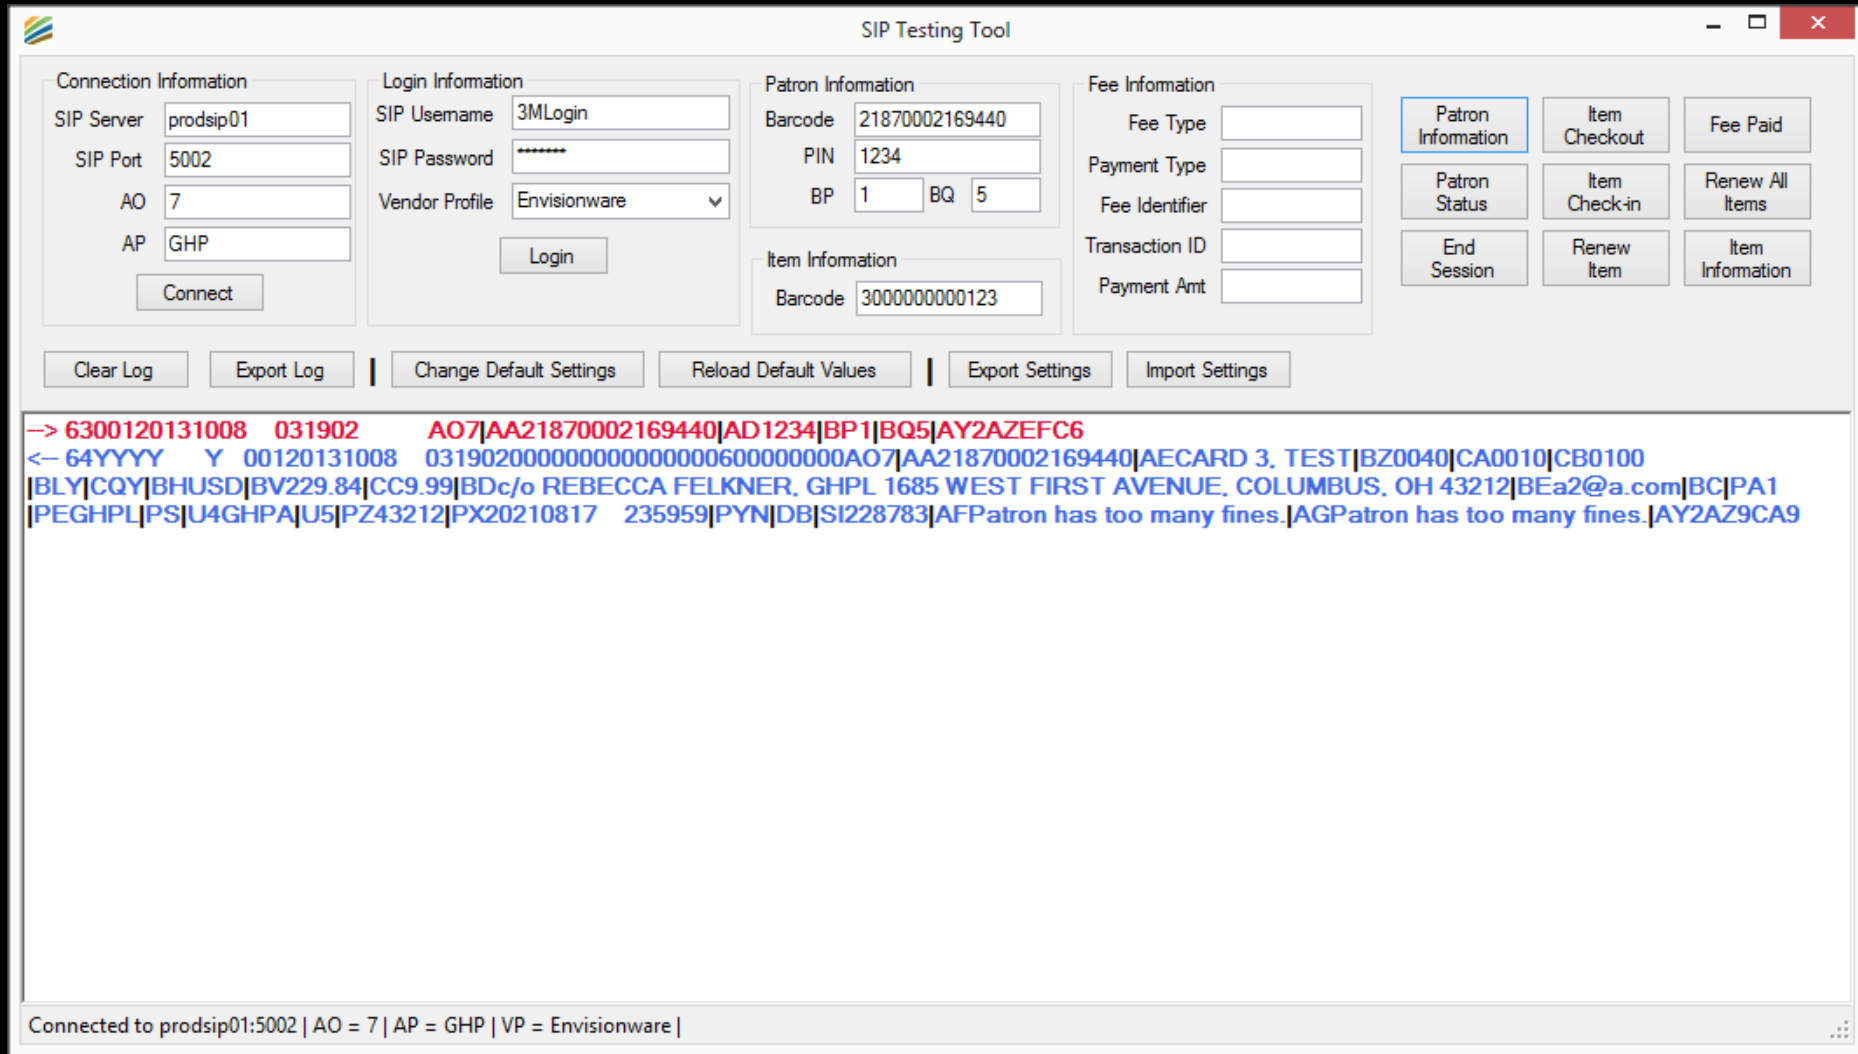 SIP Testing Tool
Connection Information
SIP Server prodsip01
SIP Port 5002
AO 7
AP GHP
Connect
Login Information
SIP Username 3MLogin
SIP Password *******
Vendor Profile Envisionware
Login
Patron Information
Barcode 21870002169440
PIN 1234
BP 1 BQ 5
Item Information
Barcode 3000000000123
Fee Information
Fee Type
Payment Type
Fee Identifier
Transaction ID
Payment Amt
Patron Information
Item Checkout
Fee Paid
Patron Status
Item Check-in
Renew All Items
End Session
Renew Item
Item Information
Clear Log Export Log | Change Default Settings Reload Default Values | Export Settings Import Settings
--> 6300120131008    031902          AO7|AA21870002169440|AD1234|BP1|BQ5|AY2AZEFC6
<-- 64YYYY      Y   00120131008    031902000000000000000600000000AO7|AA21870002169440|AECARD 3, TEST|BZ0040|CA0010|CB0100
|BLY|CQY|BHUSD|BV229.84|CC9.99|BDc/o REBECCA FELKNER, GHPL 1685 WEST FIRST AVENUE, COLUMBUS, OH 43212|BEa2@a.com|BC|PA1
|PEGHPL|PS|U4GHPA|U5|PZ43212|PX20210817    235959|PYN|DB|SI228783|AFPatron has too many fines.|AGPatron has too many fines.|AY2AZ9CA9
Connected to prodsip01:5002 | AO = 7 | AP = GHP | VP = Envisionware |